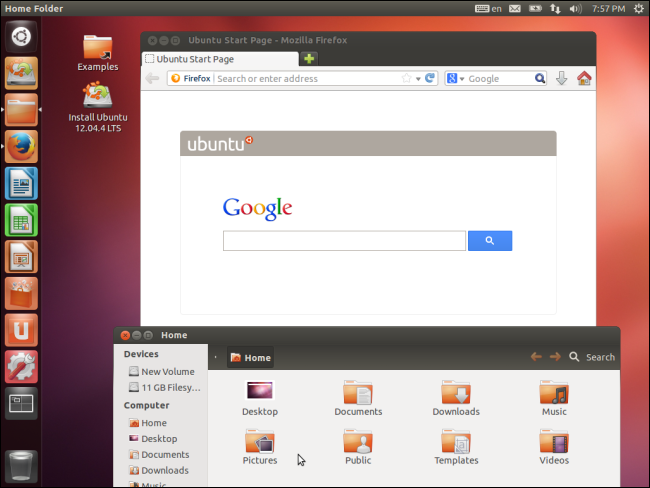 Home Folder
en
7:57 PM
Examples
Install Ubuntu
12.04.4 LTS
Ubuntu Start Page - Mozilla Firefox
Ubuntu Start Page
Firefox
Search or enter address
Google
ubuntu
Google
Home
Devices
New Volume
11 GB Filesy...
Computer
Home
Desktop
Documents
Downloads
Music
Home
Search
Desktop
Documents
Downloads
Music
Pictures
Public
Templates
Videos